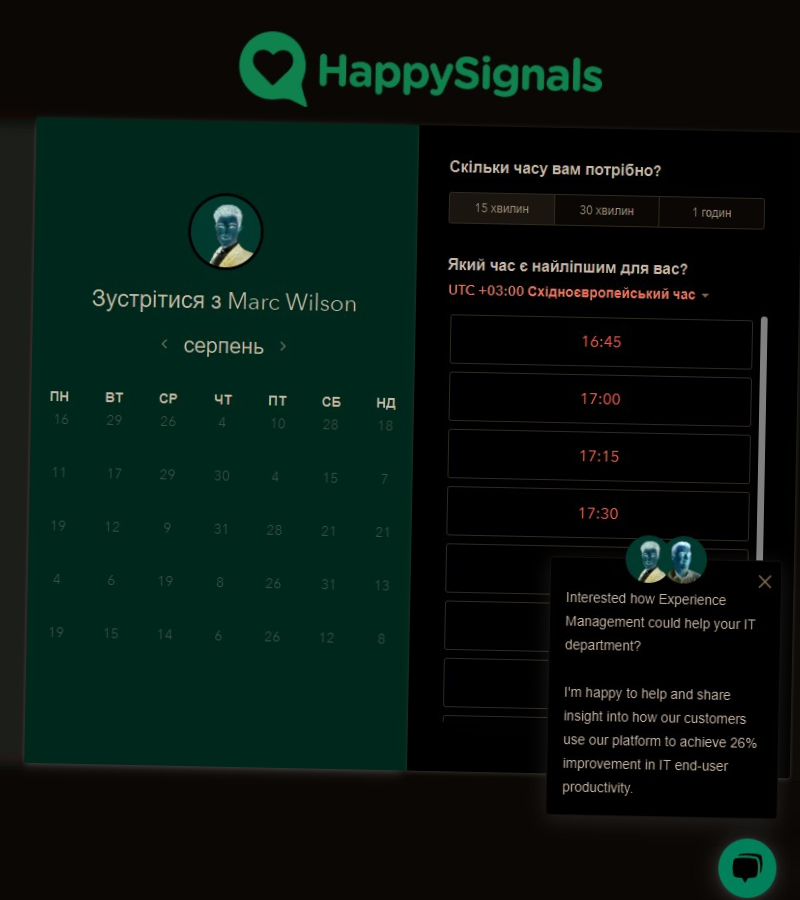 HappySignals
Зустрітися з Marc Wilson
серпень
ПН ВТ СР ЧТ ПТ СБ НД
16 29 26 4 10 28 18
11 17 29 30 4 15 7
19 12 9 31 28 21 21
4 6 19 8 26 31 13
19 15 14 6 26 12 8
Скільки часу вам потрібно?
15 хвилин 30 хвилин 1 годин
Який час є найліпшим для вас?
UTC +03:00 Східноєвропейський час
16:45
17:00
17:15
17:30
Interested how Experience
Management could help your IT
department?
I'm happy to help and share
insight into how our customers
use our platform to achieve 26%
improvement in IT end-user
productivity.